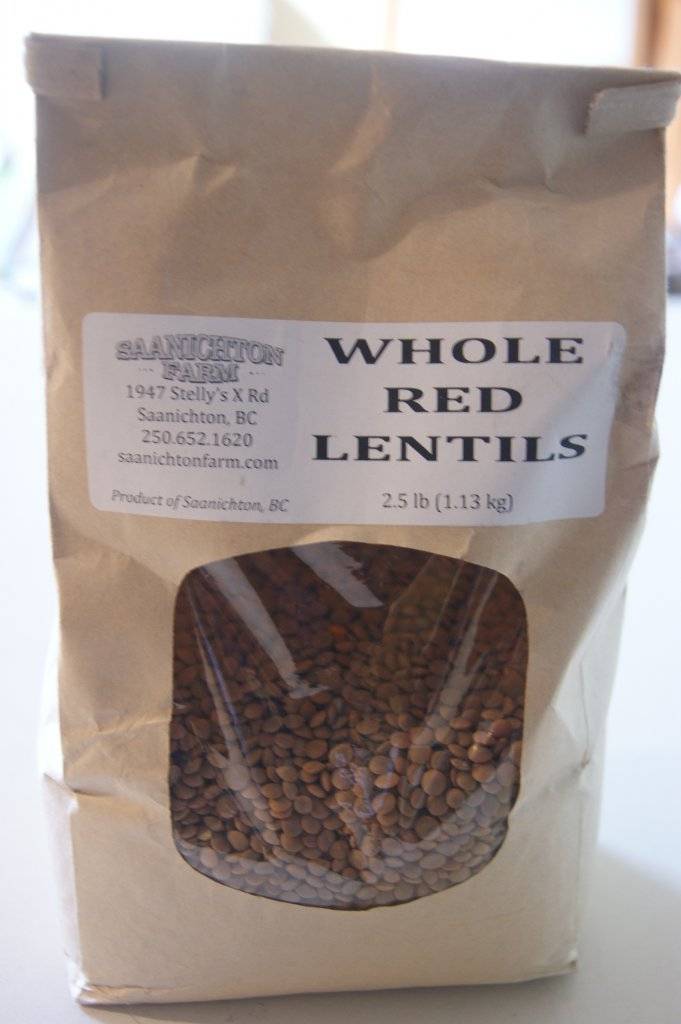 SAANICHTON
FARM
1947 Stelly's X Rd
Saanichton, BC
250.652.1620
saanichtonfarm.com
Product of Saanichton, BC
WHOLE
RED
LENTILS
2.5 lb (1.13 kg)